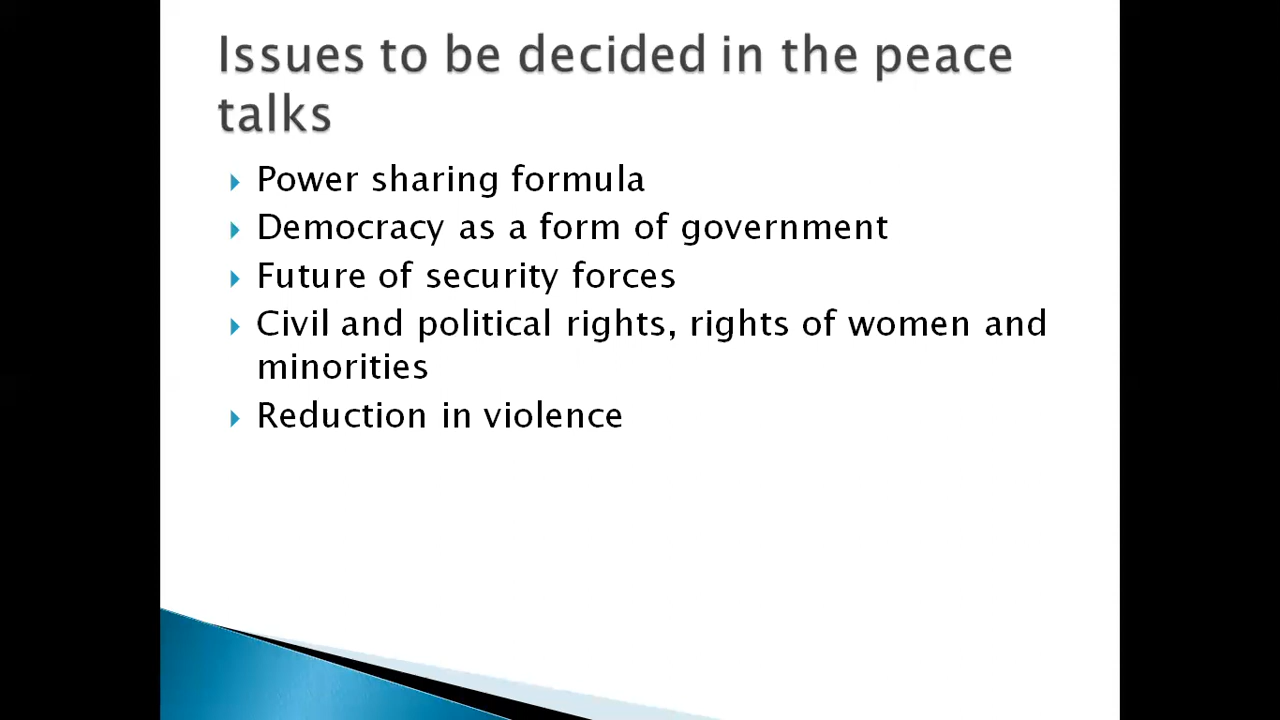 Issues to be decided in the peace
talks
Power sharing formula
Democracy as a form of government
Future of security forces
Civil and political rights, rights of women and
minorities
Reduction in violence